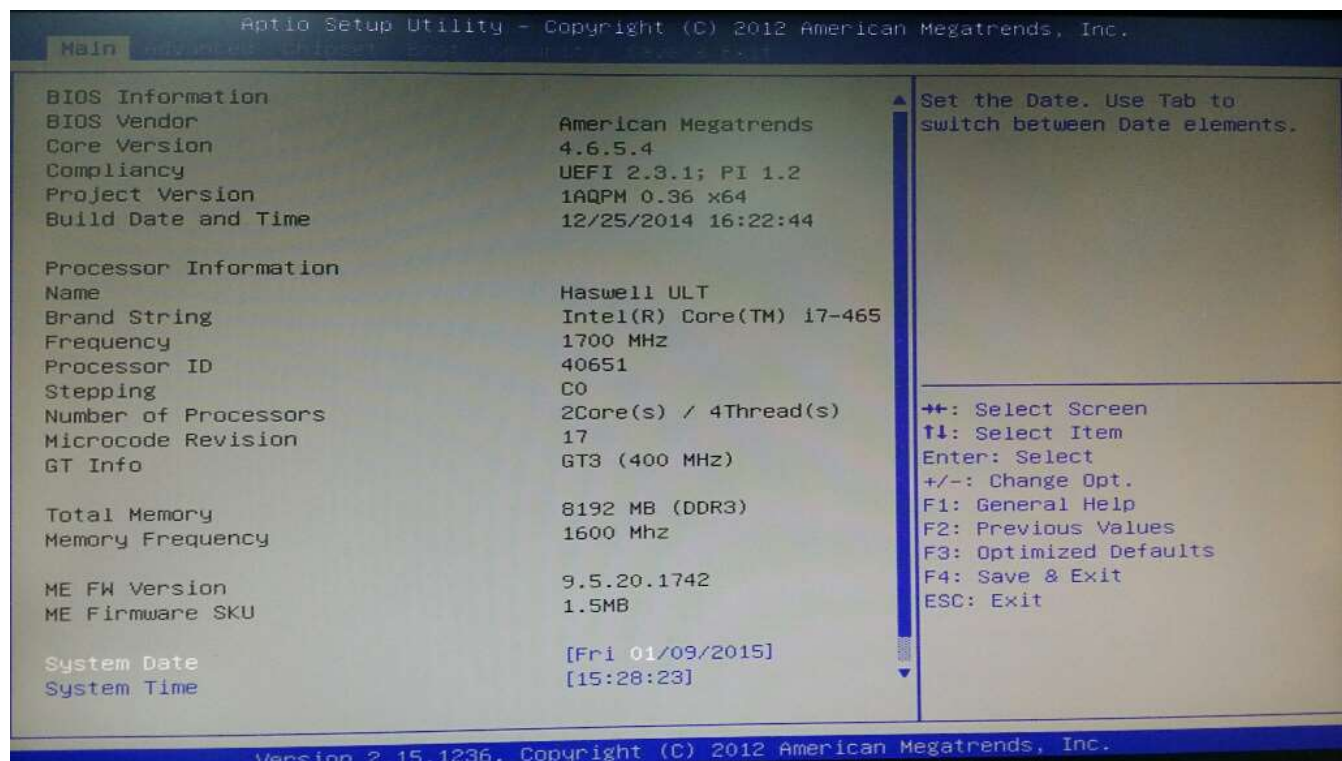 Aptio Setup Utility – Copyright (C) 2012 American Megatrends, Inc.
Main Advanced Chipset Boot Security Save & Exit
BIOS Information
BIOS Vendor American Megatrends
Core Version 4.6.5.4
Compliancy UEFI 2.3.1; PI 1.2
Project Version 1AQPM 0.36 x64
Build Date and Time 12/25/2014 16:22:44
Processor Information
Name Haswell ULT
Brand String Intel(R) Core(TM) i7-465
Frequency 1700 MHz
Processor ID 40651
Stepping C0
Number of Processors 2Core(s) / 4Thread(s)
Microcode Revision 17
GT Info GT3 (400 MHz)
Total Memory 8192 MB (DDR3)
Memory Frequency 1600 Mhz
ME FW Version 9.5.20.1742
ME Firmware SKU 1.5MB
System Date [Fri 01/09/2015]
System Time [15:28:23]
Set the Date. Use Tab to
switch between Date elements.
→←: Select Screen
↑↓: Select Item
Enter: Select
+/-: Change Opt.
F1: General Help
F2: Previous Values
F3: Optimized Defaults
F4: Save & Exit
ESC: Exit
Version 2.15.1236. Copyright (C) 2012 American Megatrends, Inc.